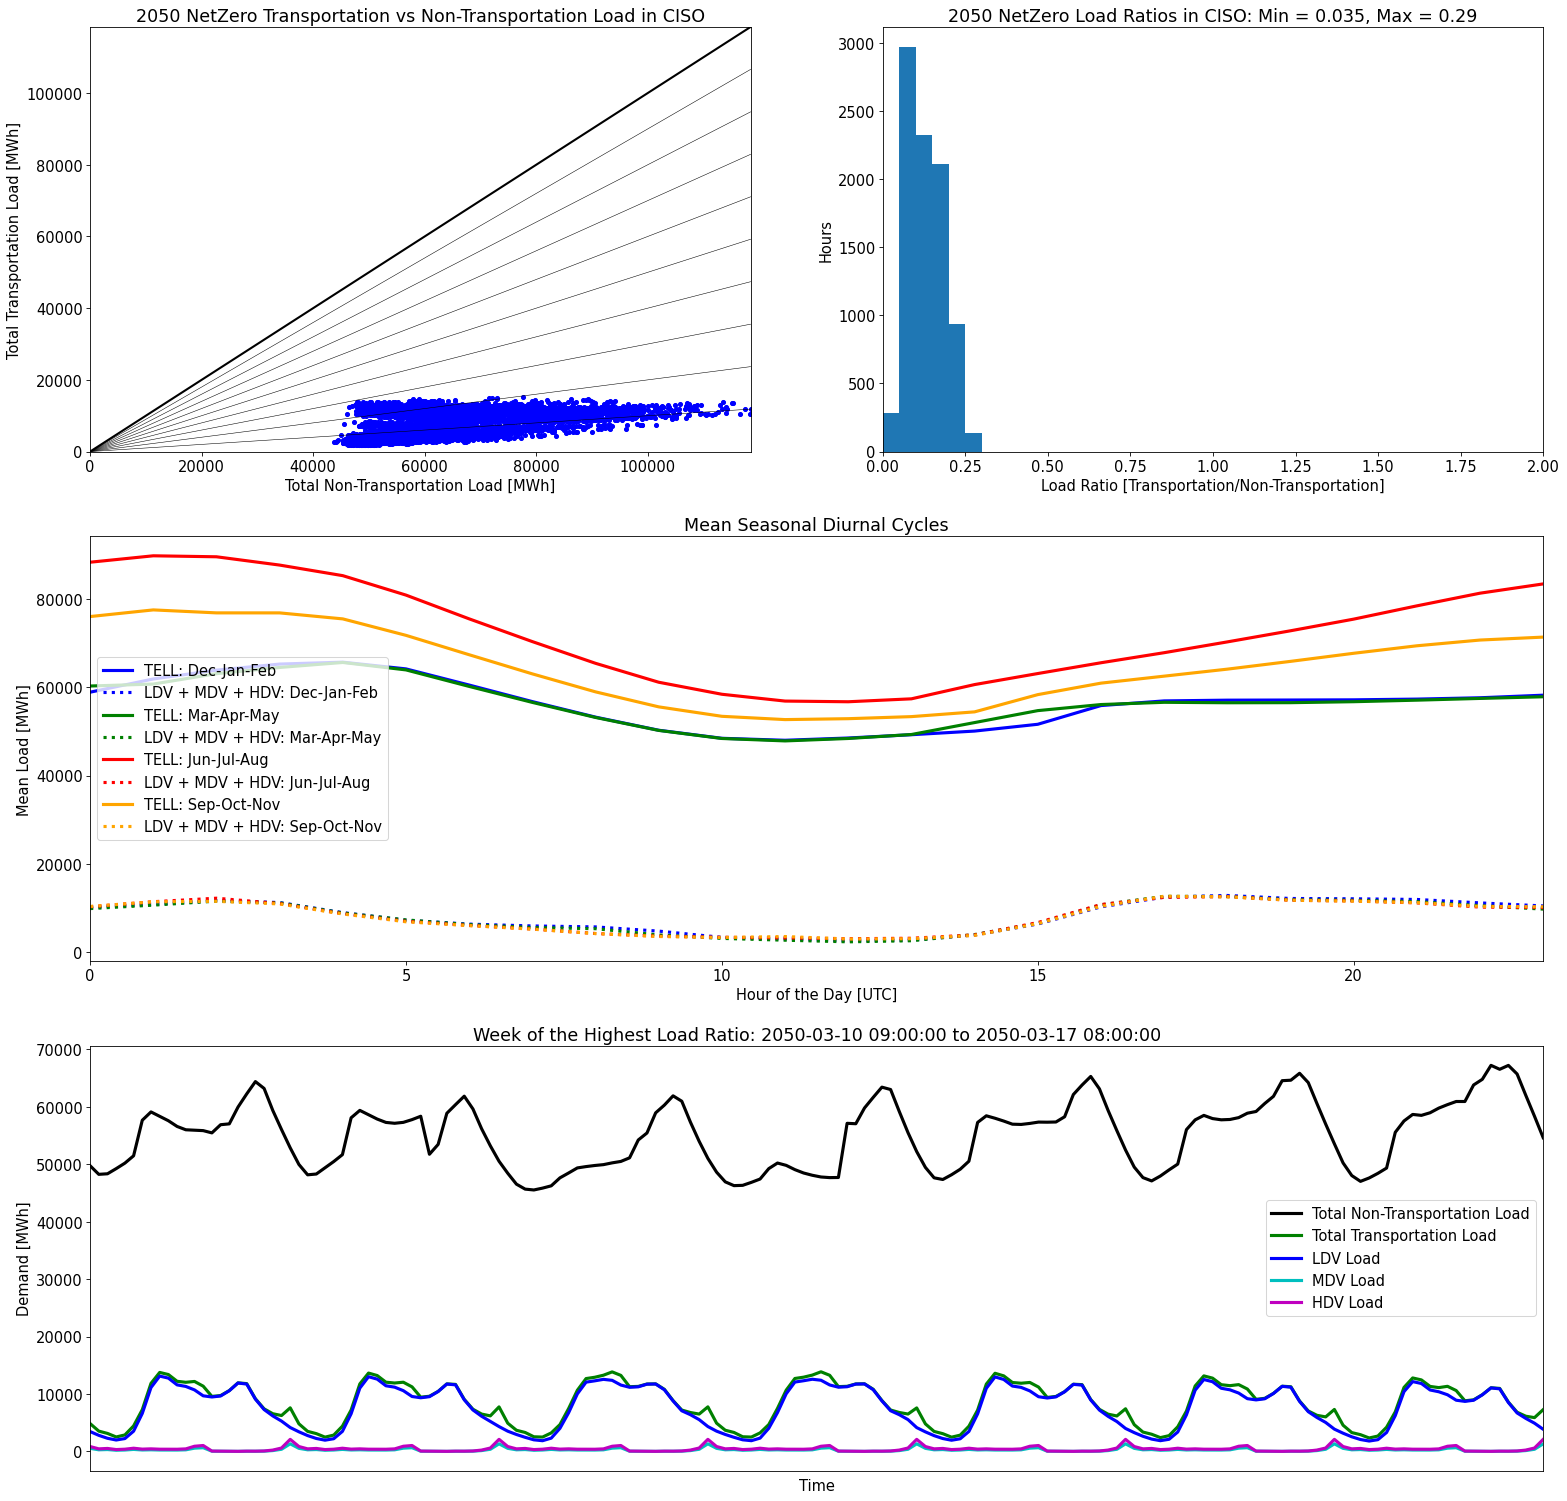 2050 NetZero Transportation vs Non-Transportation Load in CISO
Total Transportation Load [MWh]
100000
80000
60000
40000
20000
0
0 20000 40000 60000 80000 100000
Total Non-Transportation Load [MWh]
2050 NetZero Load Ratios in CISO: Min = 0.035, Max = 0.29
Hours
3000
2500
2000
1500
1000
500
0
0.00 0.25 0.50 0.75 1.00 1.25 1.50 1.75 2.00
Load Ratio [Transportation/Non-Transportation]
Mean Seasonal Diurnal Cycles
Mean Load [MWh]
80000
60000
40000
20000
0
TELL: Dec-Jan-Feb
LDV + MDV + HDV: Dec-Jan-Feb
TELL: Mar-Apr-May
LDV + MDV + HDV: Mar-Apr-May
TELL: Jun-Jul-Aug
LDV + MDV + HDV: Jun-Jul-Aug
TELL: Sep-Oct-Nov
LDV + MDV + HDV: Sep-Oct-Nov
0 5 10 15 20
Hour of the Day [UTC]
Week of the Highest Load Ratio: 2050-03-10 09:00:00 to 2050-03-17 08:00:00
Demand [MWh]
70000
60000
50000
40000
30000
20000
10000
0
Total Non-Transportation Load
Total Transportation Load
LDV Load
MDV Load
HDV Load
Time